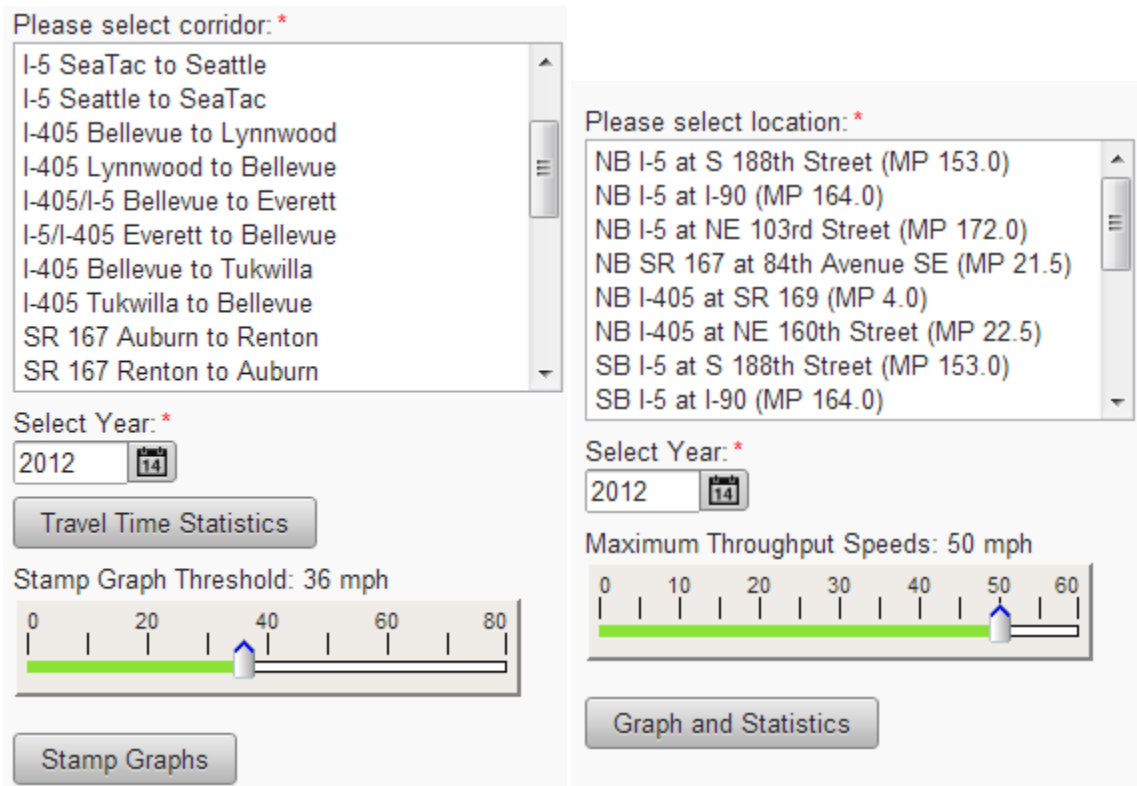 Please select corridor: *
I-5 SeaTac to Seattle
I-5 Seattle to SeaTac
I-405 Bellevue to Lynnwood
I-405 Lynnwood to Bellevue
I-405/I-5 Bellevue to Everett
I-5/I-405 Everett to Bellevue
I-405 Bellevue to Tukwilla
I-405 Tukwilla to Bellevue
SR 167 Auburn to Renton
SR 167 Renton to Auburn
Select Year: *
2012
14
Travel Time Statistics
Stamp Graph Threshold: 36 mph
0 20 40 60 80
Stamp Graphs
Please select location: *
NB I-5 at S 188th Street (MP 153.0)
NB I-5 at I-90 (MP 164.0)
NB I-5 at NE 103rd Street (MP 172.0)
NB SR 167 at 84th Avenue SE (MP 21.5)
NB I-405 at SR 169 (MP 4.0)
NB I-405 at NE 160th Street (MP 22.5)
SB I-5 at S 188th Street (MP 153.0)
SB I-5 at I-90 (MP 164.0)
Select Year: *
2012
14
Maximum Throughput Speeds: 50 mph
0 10 20 30 40 50 60
Graph and Statistics